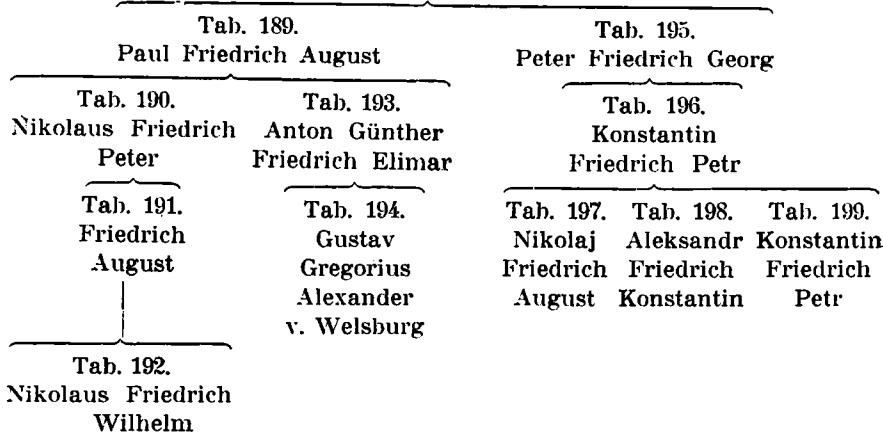 Tab. 189.
Paul Friedrich August
Tab. 195.
Peter Friedrich Georg
Tab. 190.
Nikolaus Friedrich
Peter
Tab. 193.
Anton Günther
Friedrich Elimar
Tab. 196.
Konstantin
Friedrich Petr
Tab. 191.
Friedrich
August
Tab. 194.
Gustav
Gregorius
Alexander
v. Welsburg
Tab. 197.
Nikolaj
Friedrich
August
Tab. 198.
Aleksandr
Friedrich
Konstantin
Tab. 199.
Konstantin
Friedrich
Petr
Tab. 192.
Nikolaus Friedrich
Wilhelm